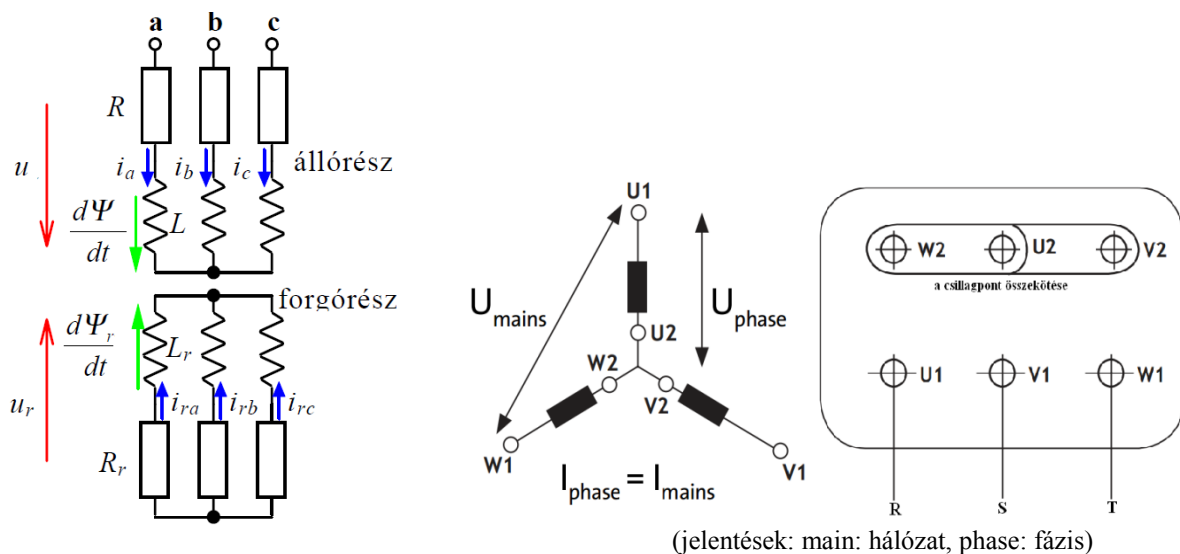 a b c
R
u
i_a i_b i_c állórész
dΨ/dt L
forgórész
dΨ_r/dt L_r
u_r i_ra i_rb i_rc
R_r
U1
U_mains
U_phase
U2
W2
V2
W1
V1
I_phase = I_mains
W2 U2 V2
a csillagpont összekötése
U1 V1 W1
R S T
(jelentések: main: hálózat, phase: fázis)